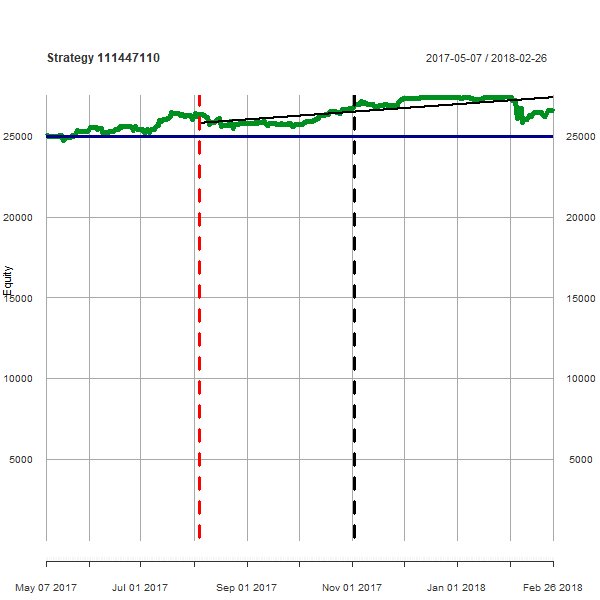 Strategy 111447110
2017-05-07 / 2018-02-26
25000
25000
20000
20000
Equity
15000
15000
10000
10000
5000
5000
May 07 2017
Jul 01 2017
Sep 01 2017
Nov 01 2017
Jan 01 2018
Feb 26 2018